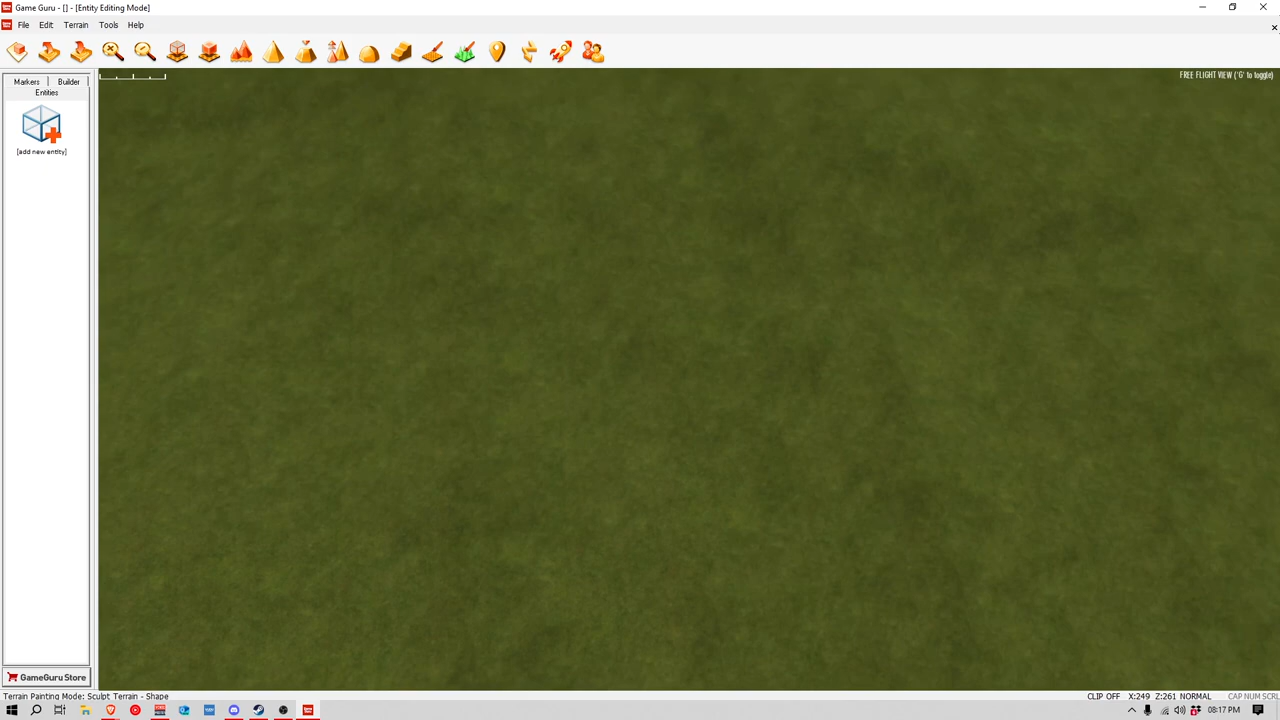 Game Guru - [] - [Entity Editing Mode]
File Edit Terrain Tools Help
Markers Builder
Entities
[add new entity]
FREE FLIGHT VIEW ('G' to toggle)
GameGuru Store
Terrain Painting Mode: Sculpt Terrain - Shape
CLIP OFF X:249 Z:261 NORMAL CAP NUM SCRL
08:17 PM